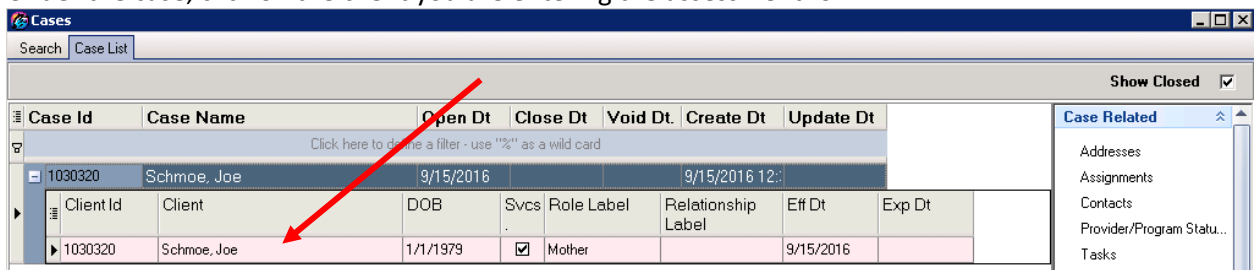 Cases
Search Case List
Show Closed
Case Id Case Name Open Dt Close Dt Void Dt. Create Dt Update Dt
Click here to define a filter - use "%" as a wild card
1030320 Schmoe, Joe 9/15/2016 9/15/2016 12:
Client Id Client DOB Svcs. Role Label Relationship Label Eff Dt Exp Dt
1030320 Schmoe, Joe 1/1/1979 Mother 9/15/2016
Case Related
Addresses
Assignments
Contacts
Provider/Program Statu...
Tasks